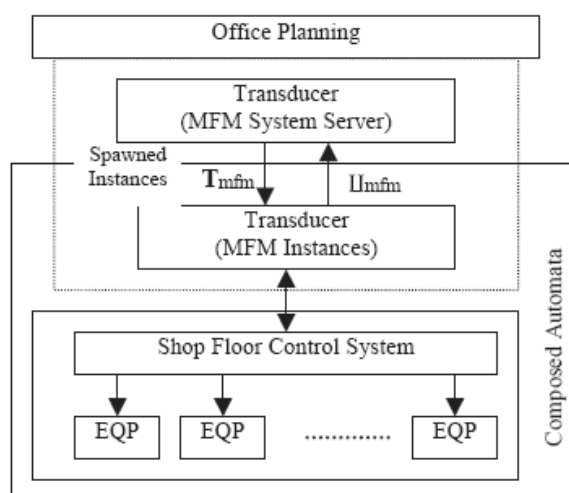 Office Planning
Transducer
(MFM System Server)
Spawned
Instances
Tmfm
∐mfm
Transducer
(MFM Instances)
Shop Floor Control System
EQP EQP ............. EQP
Composed Automata